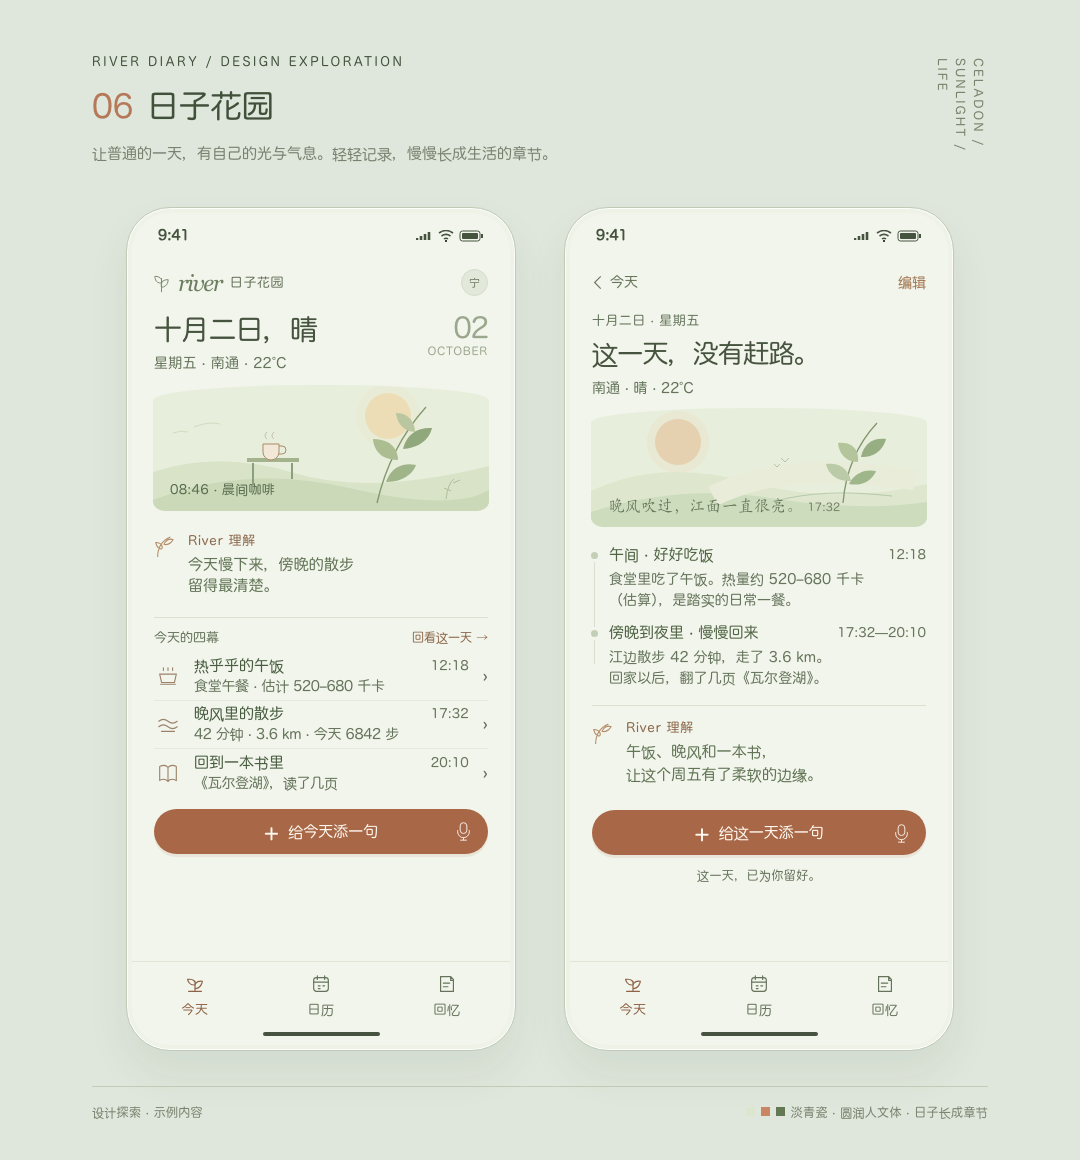 RIVER DIARY / DESIGN EXPLORATION
06 日子花园
让普通的一天，有自己的光与气息。轻轻记录，慢慢长成生活的章节。
CELADON /
SUNLIGHT /
LIFE
9:41
river 日子花园
宁
十月二日，晴
02
OCTOBER
星期五 · 南通 · 22°C
08:46 · 晨间咖啡
River 理解
今天慢下来，傍晚的散步
留得最清楚。
今天的四幕
回看这一天 →
热乎乎的午饭
12:18
食堂午餐 · 估计 520–680 千卡
晚风里的散步
17:32
42 分钟 · 3.6 km · 今天 6842 步
回到一本书里
20:10
《瓦尔登湖》，读了几页
+ 给今天添一句
今天
日历
回忆
9:41
今天
编辑
十月二日 · 星期五
这一天，没有赶路。
南通 · 晴 · 22°C
晚风吹过，江面一直很亮。 17:32
午间 · 好好吃饭
12:18
食堂里吃了午饭。热量约 520–680 千卡
（估算），是踏实的日常一餐。
傍晚到夜里 · 慢慢回来
17:32—20:10
江边散步 42 分钟，走了 3.6 km。
回家以后，翻了几页《瓦尔登湖》。
River 理解
午饭、晚风和一本书，
让这个周五有了柔软的边缘。
+ 给这一天添一句
这一天，已为你留好。
今天
日历
回忆
设计探索 · 示例内容
淡青瓷 · 圆润人文体 · 日子长成章节